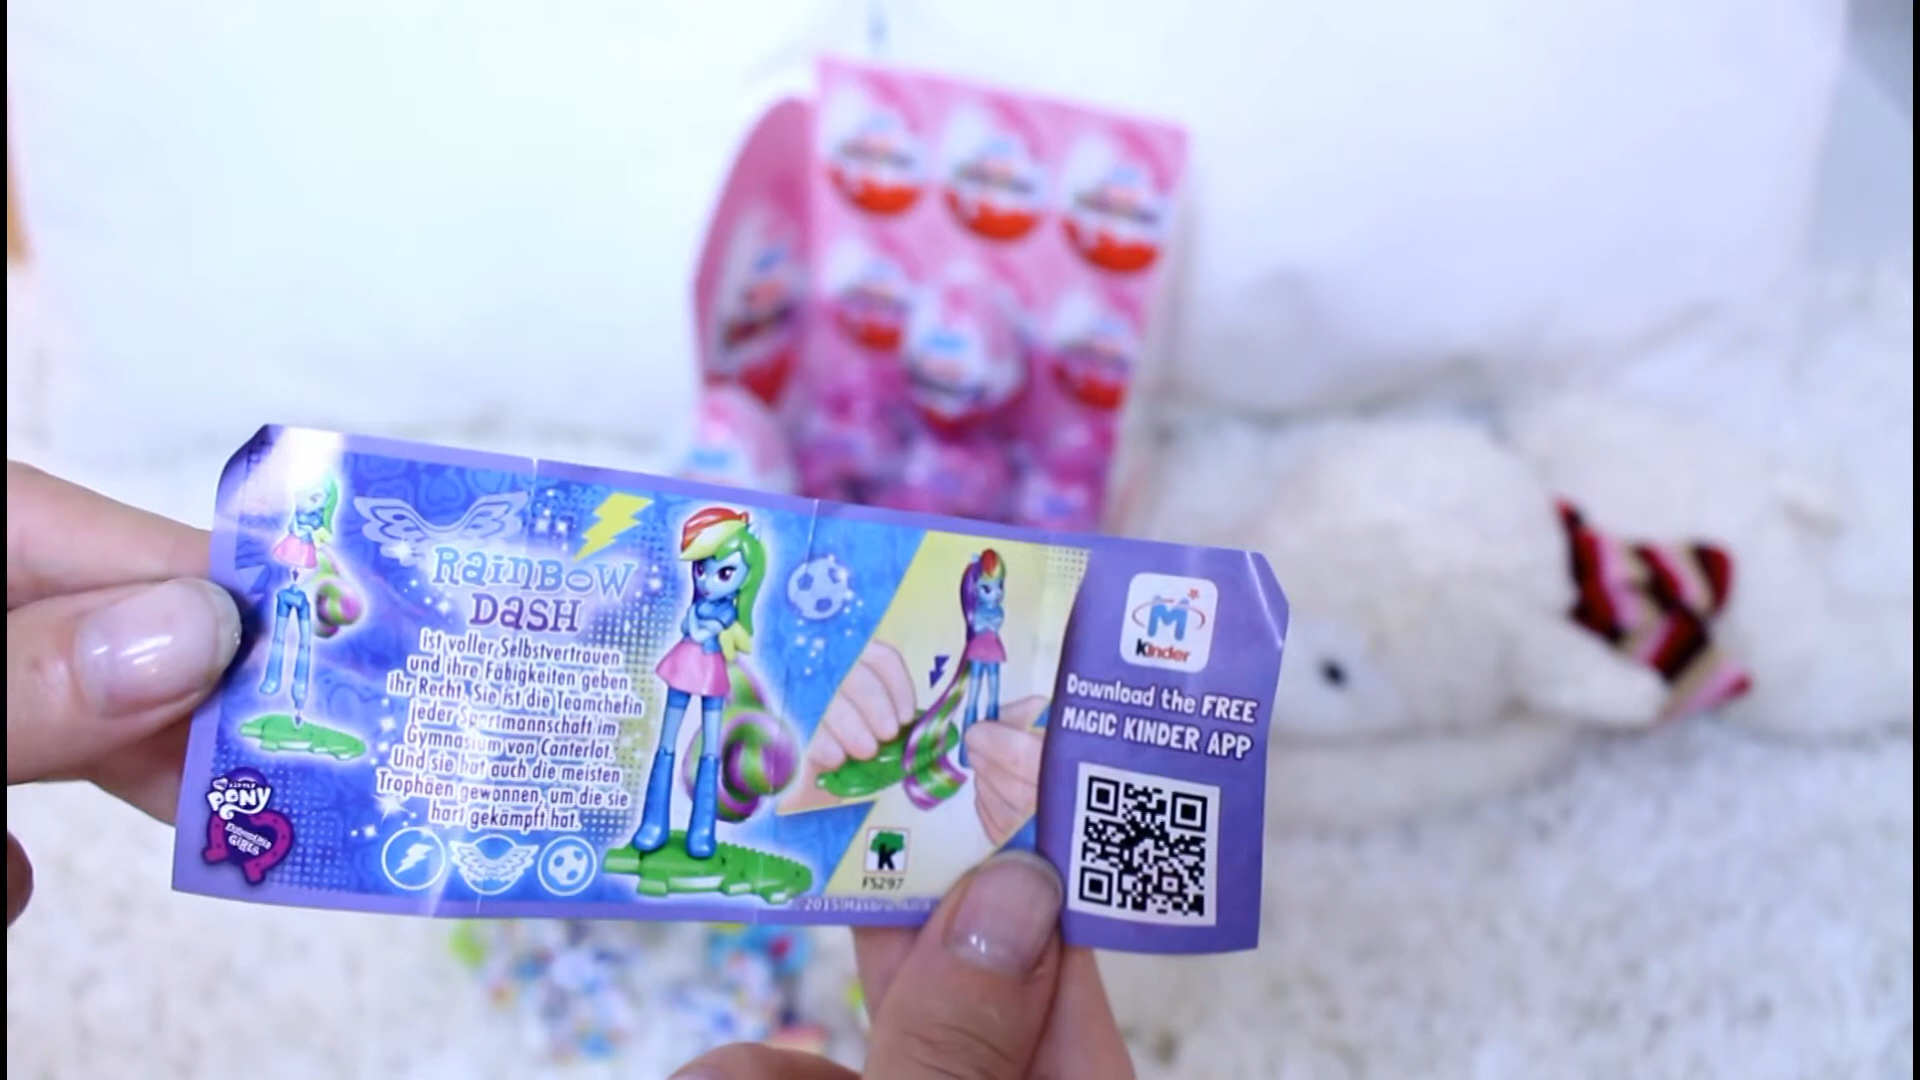 RaiNBOW
DaSH
ist voller Selbstvertrauen
und ihre Fähigkeiten geben
ihr Recht. Sie ist die Teamchefin
jeder Sportmannschaft im
Gymnasium von Canterlot.
Und sie hat auch die meisten
Trophäen gewonnen, um die sie
hart gekämpft hat.
MY LITTLE
PONY
EQUESTRIA
GIRLS
K
FS297
2015 Hasbro.
M
Kinder
Download the FREE
MAGIC KINDER APP